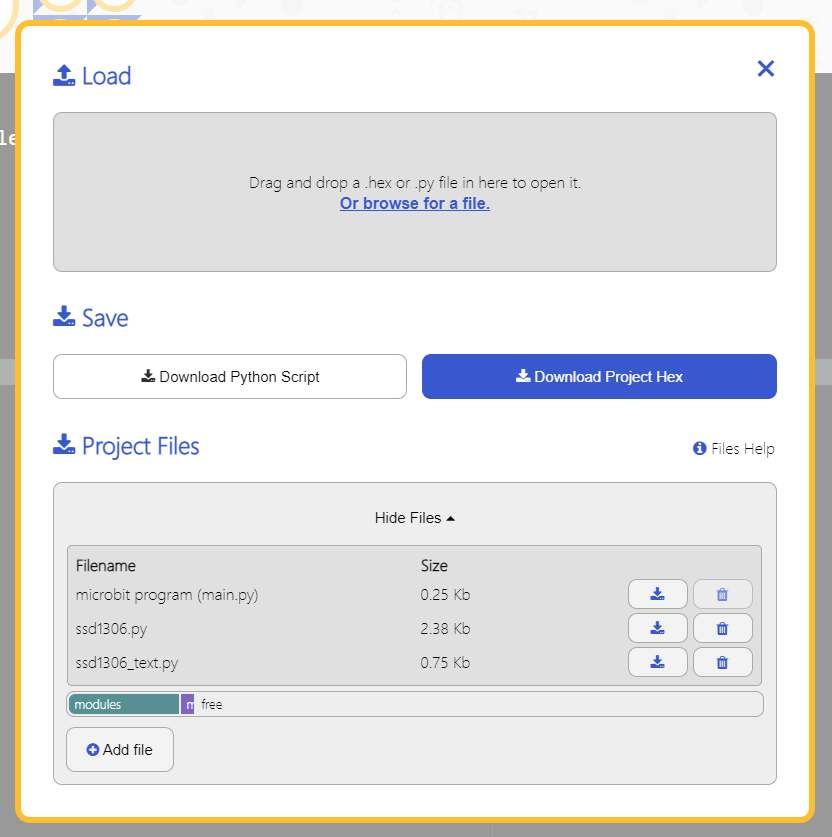 Load
Drag and drop a .hex or .py file in here to open it.
Or browse for a file.
Save
Download Python Script
Download Project Hex
Project Files
Files Help
Hide Files
Filename Size
microbit program (main.py) 0.25 Kb
ssd1306.py 2.38 Kb
ssd1306_text.py 0.75 Kb
modules m free
Add file